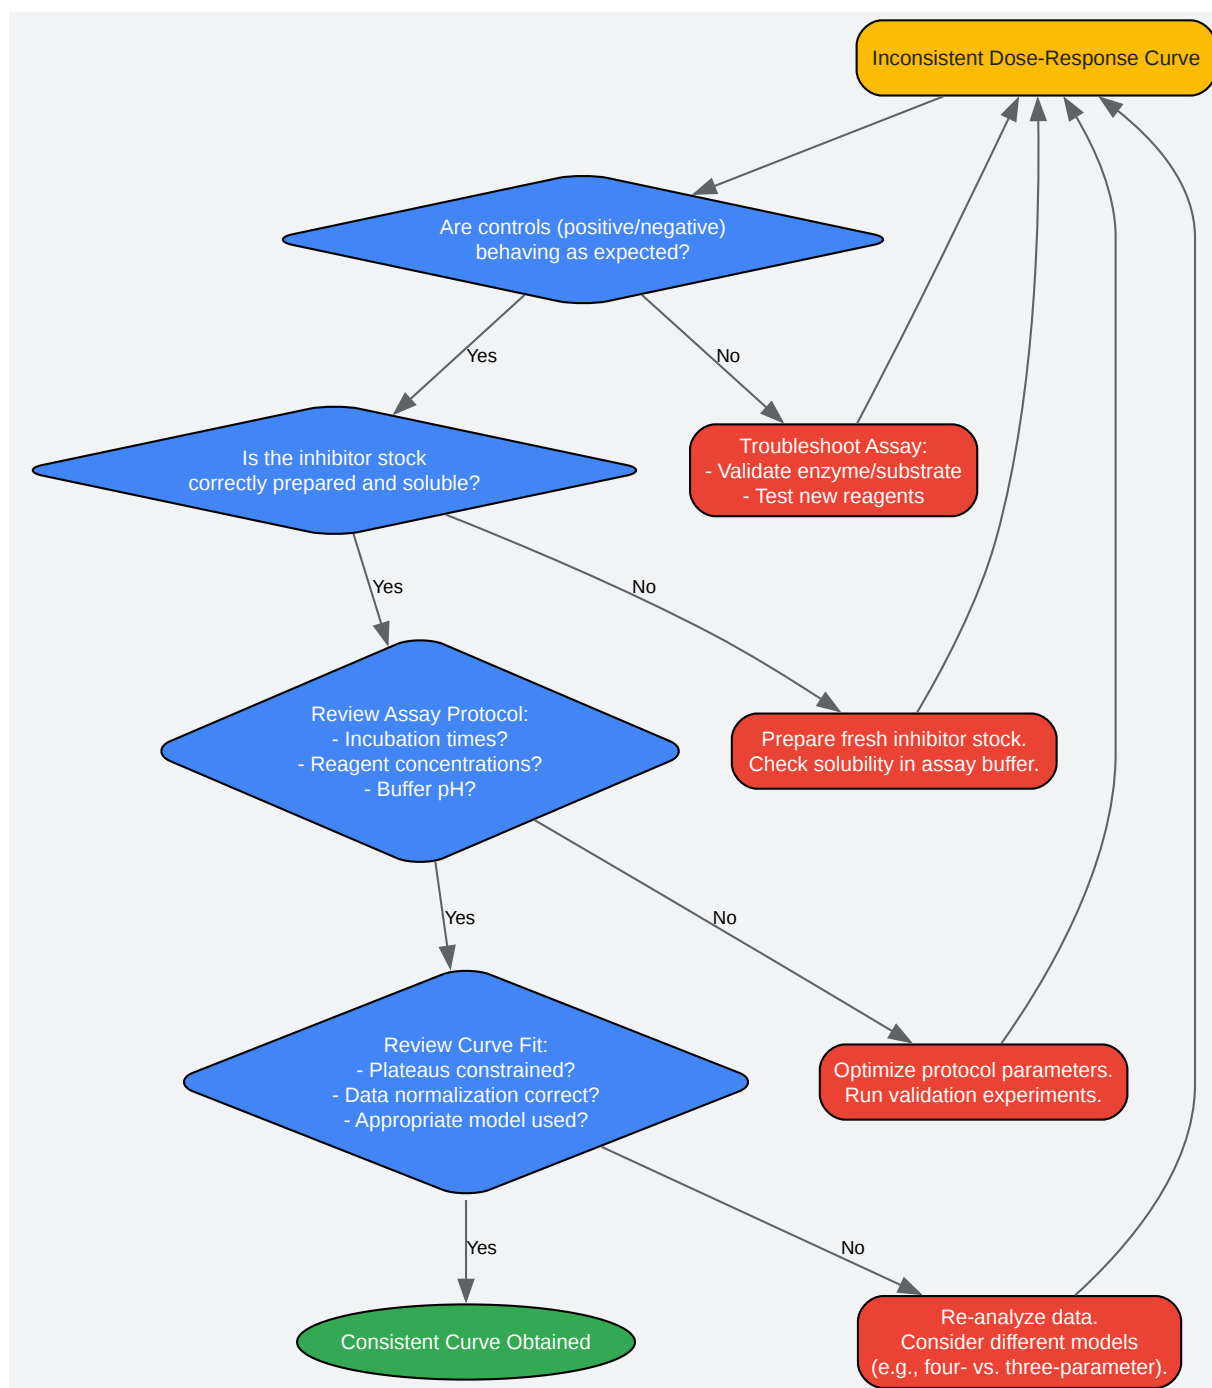 Inconsistent Dose-Response Curve
Are controls (positive/negative)
behaving as expected?
Yes
No
Is the inhibitor stock
correctly prepared and soluble?
Troubleshoot Assay:
- Validate enzyme/substrate
- Test new reagents
Yes
No
Review Assay Protocol:
- Incubation times?
- Reagent concentrations?
- Buffer pH?
Prepare fresh inhibitor stock.
Check solubility in assay buffer.
Yes
No
Review Curve Fit:
- Plateaus constrained?
- Data normalization correct?
- Appropriate model used?
Optimize protocol parameters.
Run validation experiments.
Yes
No
Consistent Curve Obtained
Re-analyze data.
Consider different models
(e.g., four- vs. three-parameter).